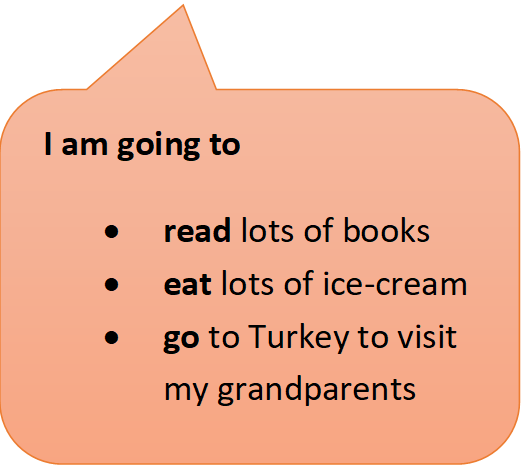 I am going to
• read lots of books
• eat lots of ice-cream
• go to Turkey to visit
my grandparents